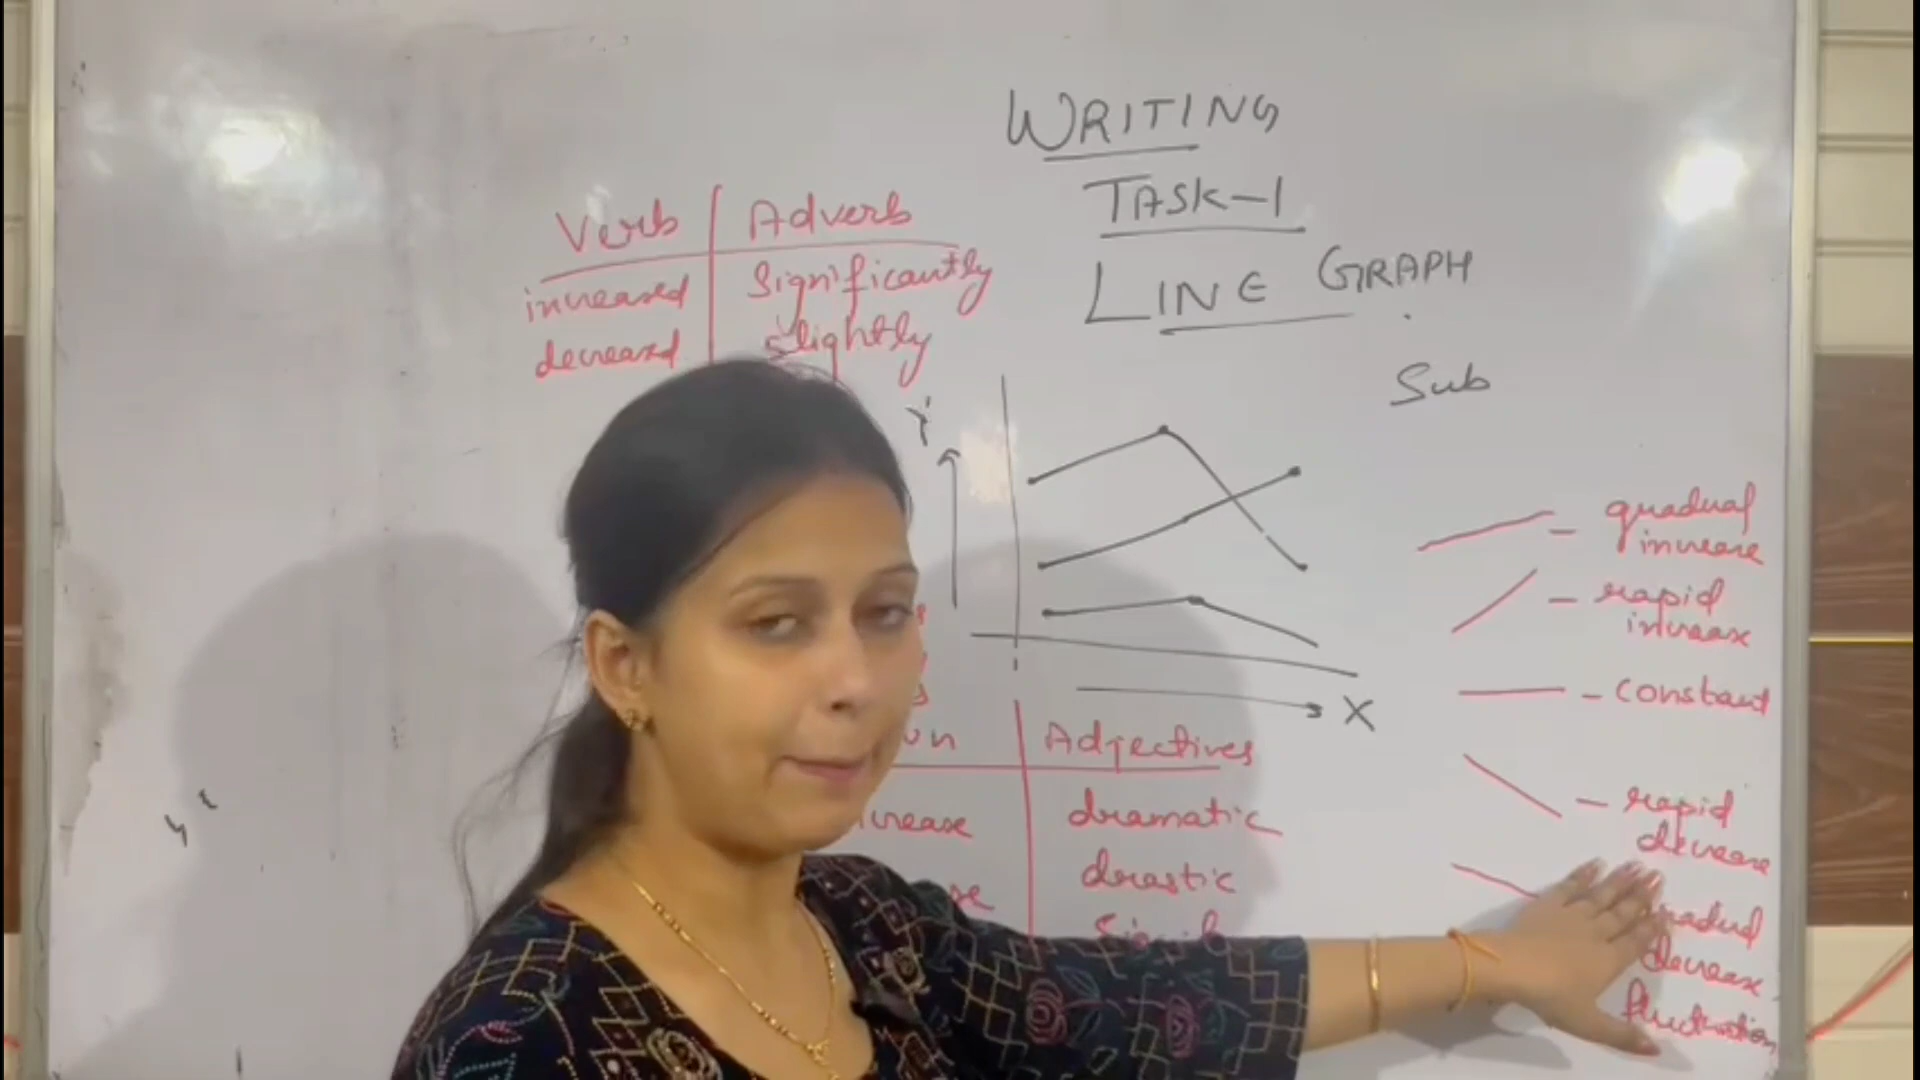 WRITING
TASK-1
LINE GRAPH
Verb Adverb
increased significantly
decreased slightly
Sub
Y
X
gradual
increase
rapid
increase
constant
rapid
decrease
decrease
fluctuation
Adjectives
dramatic
drastic